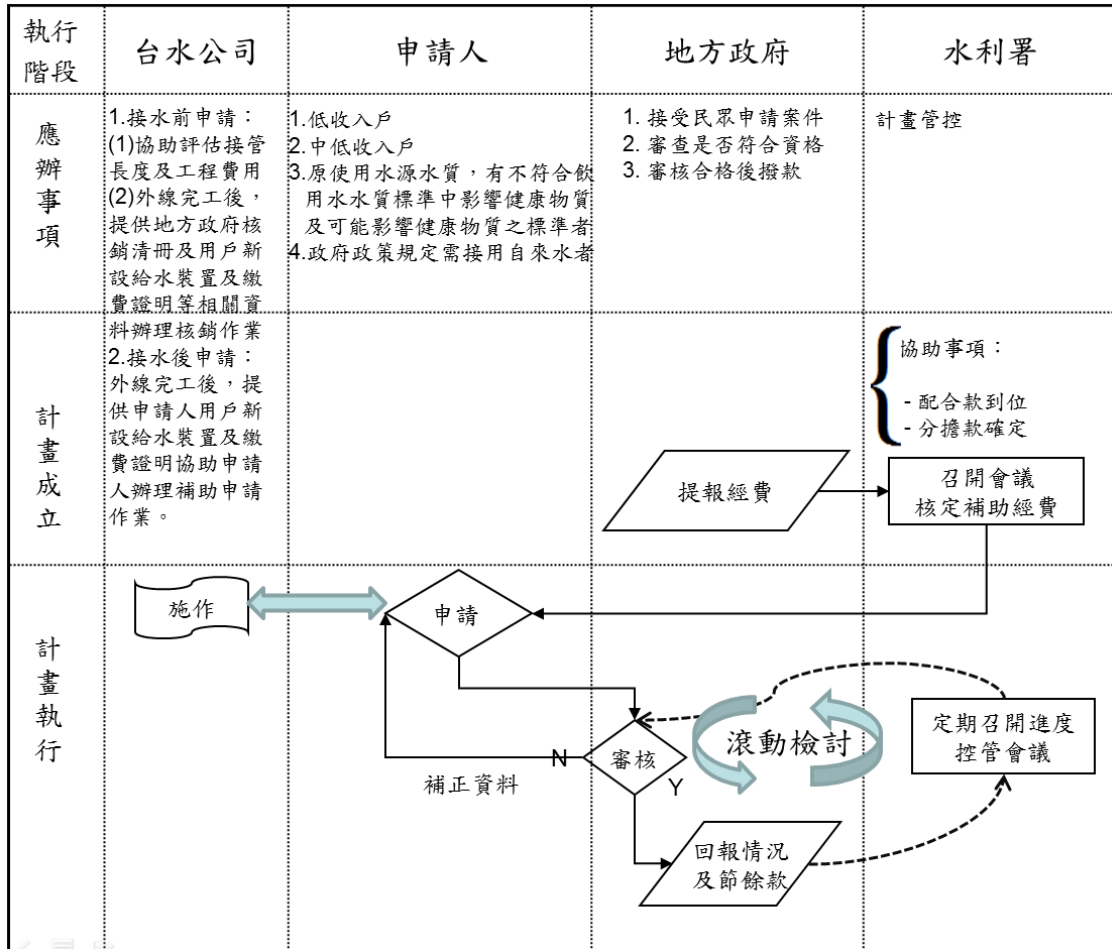 執行
階段
台水公司
申請人
地方政府
水利署
應
辦
事
項
1.接水前申請：
(1)協助評估接管
長度及工程費用
(2)外線完工後，
提供地方政府核
銷清冊及用戶新
設給水裝置及繳
費證明等相關資
料辦理核銷作業
2.接水後申請：
外線完工後，提
供申請人用戶新
設給水裝置及繳
費證明協助申請
人辦理補助申請
作業。
1.低收入戶
2.中低收入戶
3.原使用水源水質，有不符合飲
用水水質標準中影響健康物質
及可能影響健康物質之標準者
4.政府政策規定需接用自來水者
1. 接受民眾申請案件
2. 審查是否符合資格
3. 審核合格後撥款
計畫管控
計
畫
成
立
協助事項：
- 配合款到位
- 分擔款確定
提報經費
召開會議
核定補助經費
計
畫
執
行
施作
申請
審核
N
Y
補正資料
滾動檢討
定期召開進度
控管會議
回報情況
及節餘款